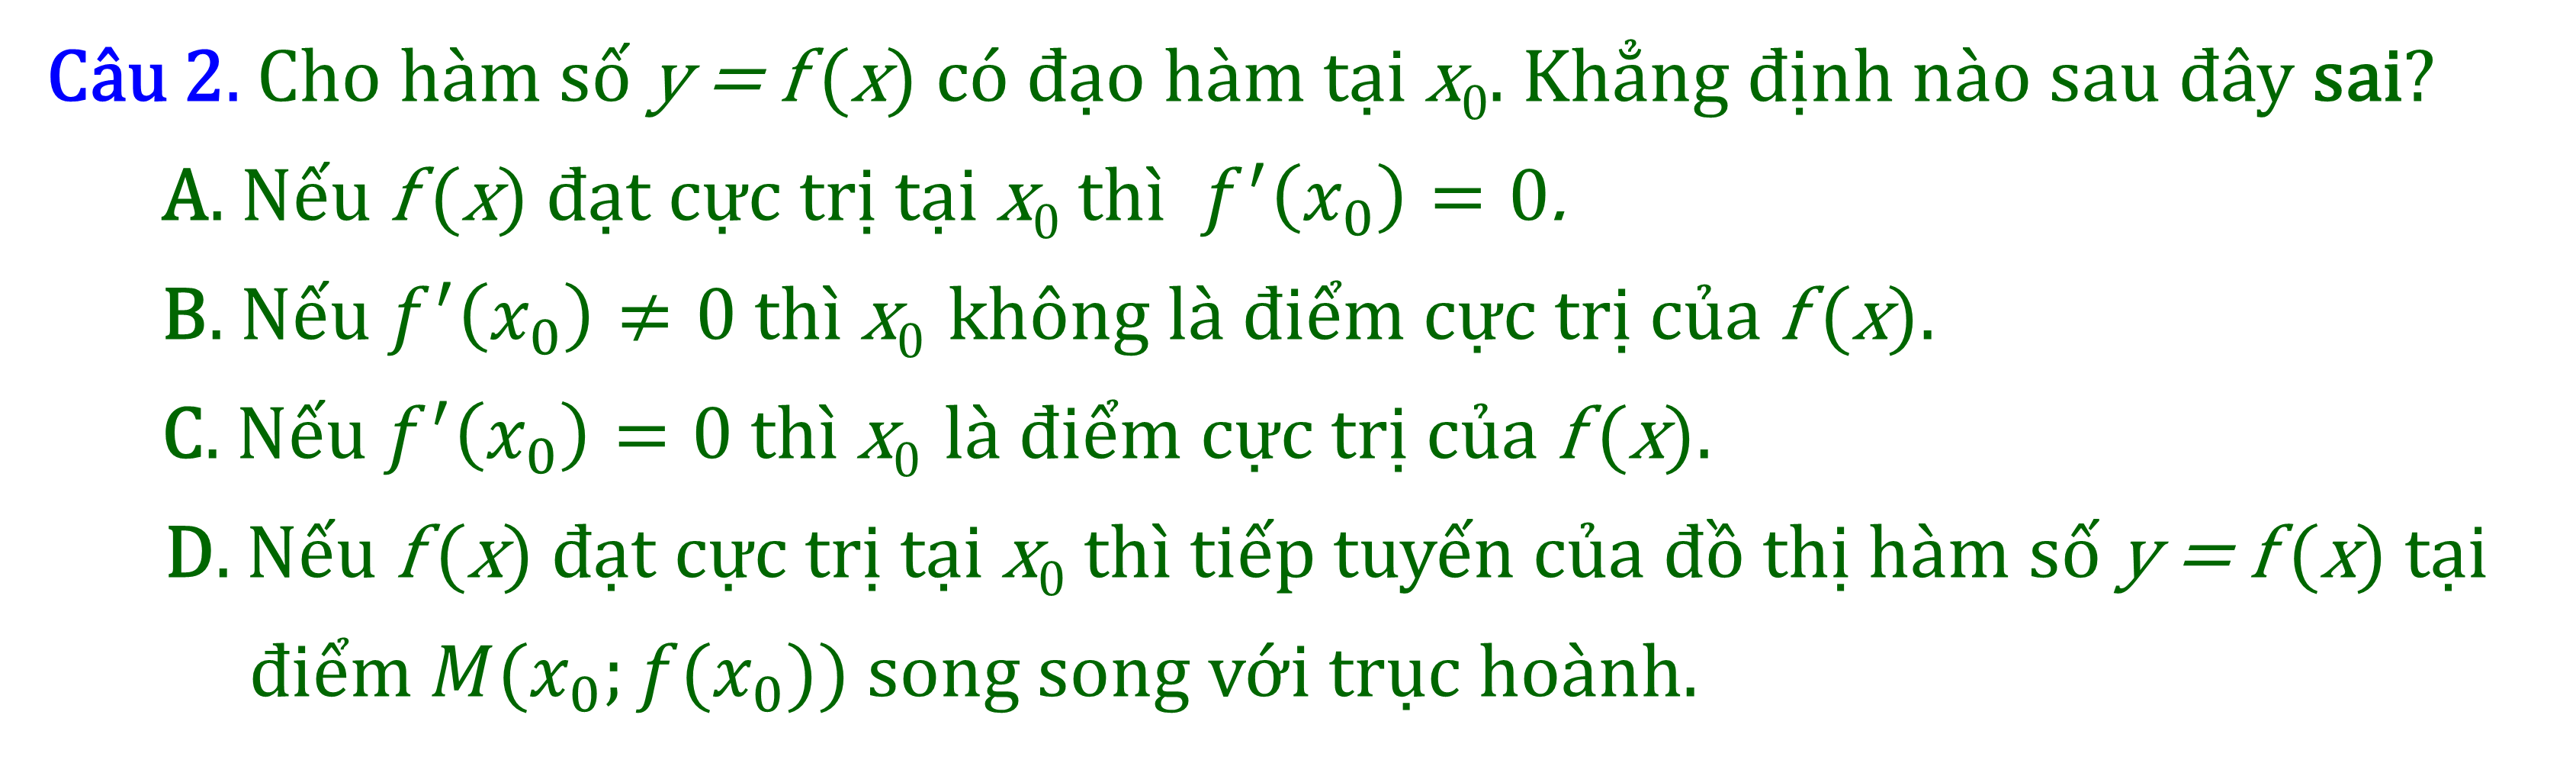 Câu 2. Cho hàm số y = f(x) có đạo hàm tại x₀. Khẳng định nào sau đây sai?
A. Nếu f(x) đạt cực trị tại x₀ thì f′(x₀) = 0.
B. Nếu f′(x₀) ≠ 0 thì x₀ không là điểm cực trị của f(x).
C. Nếu f′(x₀) = 0 thì x₀ là điểm cực trị của f(x).
D. Nếu f(x) đạt cực trị tại x₀ thì tiếp tuyến của đồ thị hàm số y = f(x) tại
điểm M(x₀; f(x₀)) song song với trục hoành.